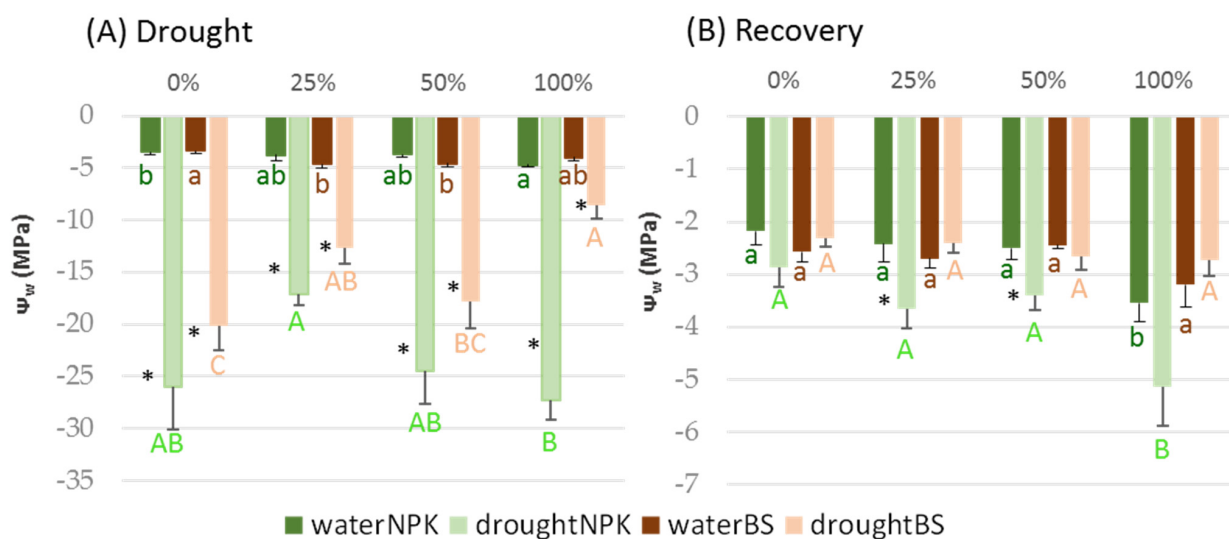 (A) Drought
(B) Recovery
0% 25% 50% 100%
0% 25% 50% 100%
Ψw (MPa)
0
-5
-10
-15
-20
-25
-30
-35
b a ab b ab b a ab
* * * * * * * *
AB C A AB AB BC B A
Ψw (MPa)
0
-1
-2
-3
-4
-5
-6
-7
a a a a a a b a
* *
A A A A A A B A
waterNPK droughtNPK waterBS droughtBS